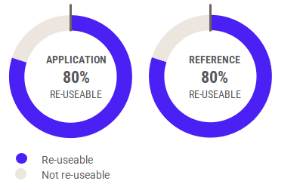 APPLICATION
80%
RE-USEABLE
REFERENCE
80%
RE-USEABLE
Re-useable
Not re-useable